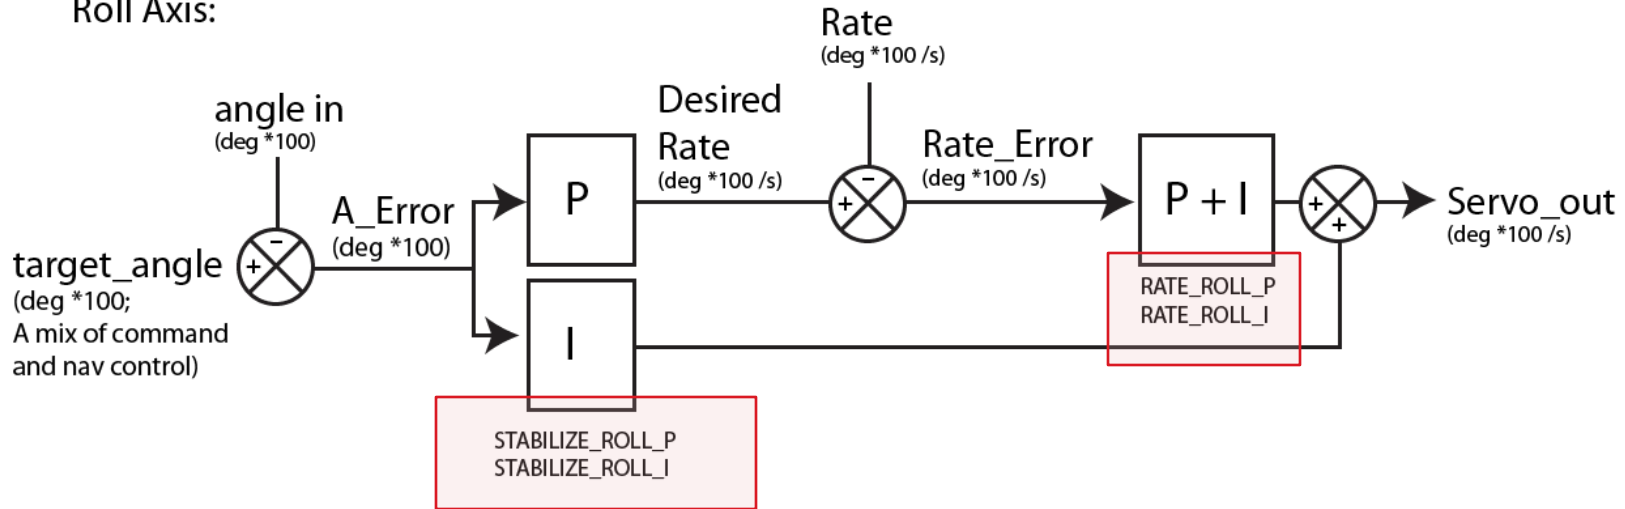 Roll Axis:
Rate
(deg *100 /s)
angle in
(deg *100)
Desired
Rate
(deg *100 /s)
Rate_Error
(deg *100 /s)
A_Error
(deg *100)
target_angle
(deg *100;
A mix of command
and nav control)
-
+
P
I
-
+
P + I
+
+
Servo_out
(deg *100 /s)
RATE_ROLL_P
RATE_ROLL_I
STABILIZE_ROLL_P
STABILIZE_ROLL_I